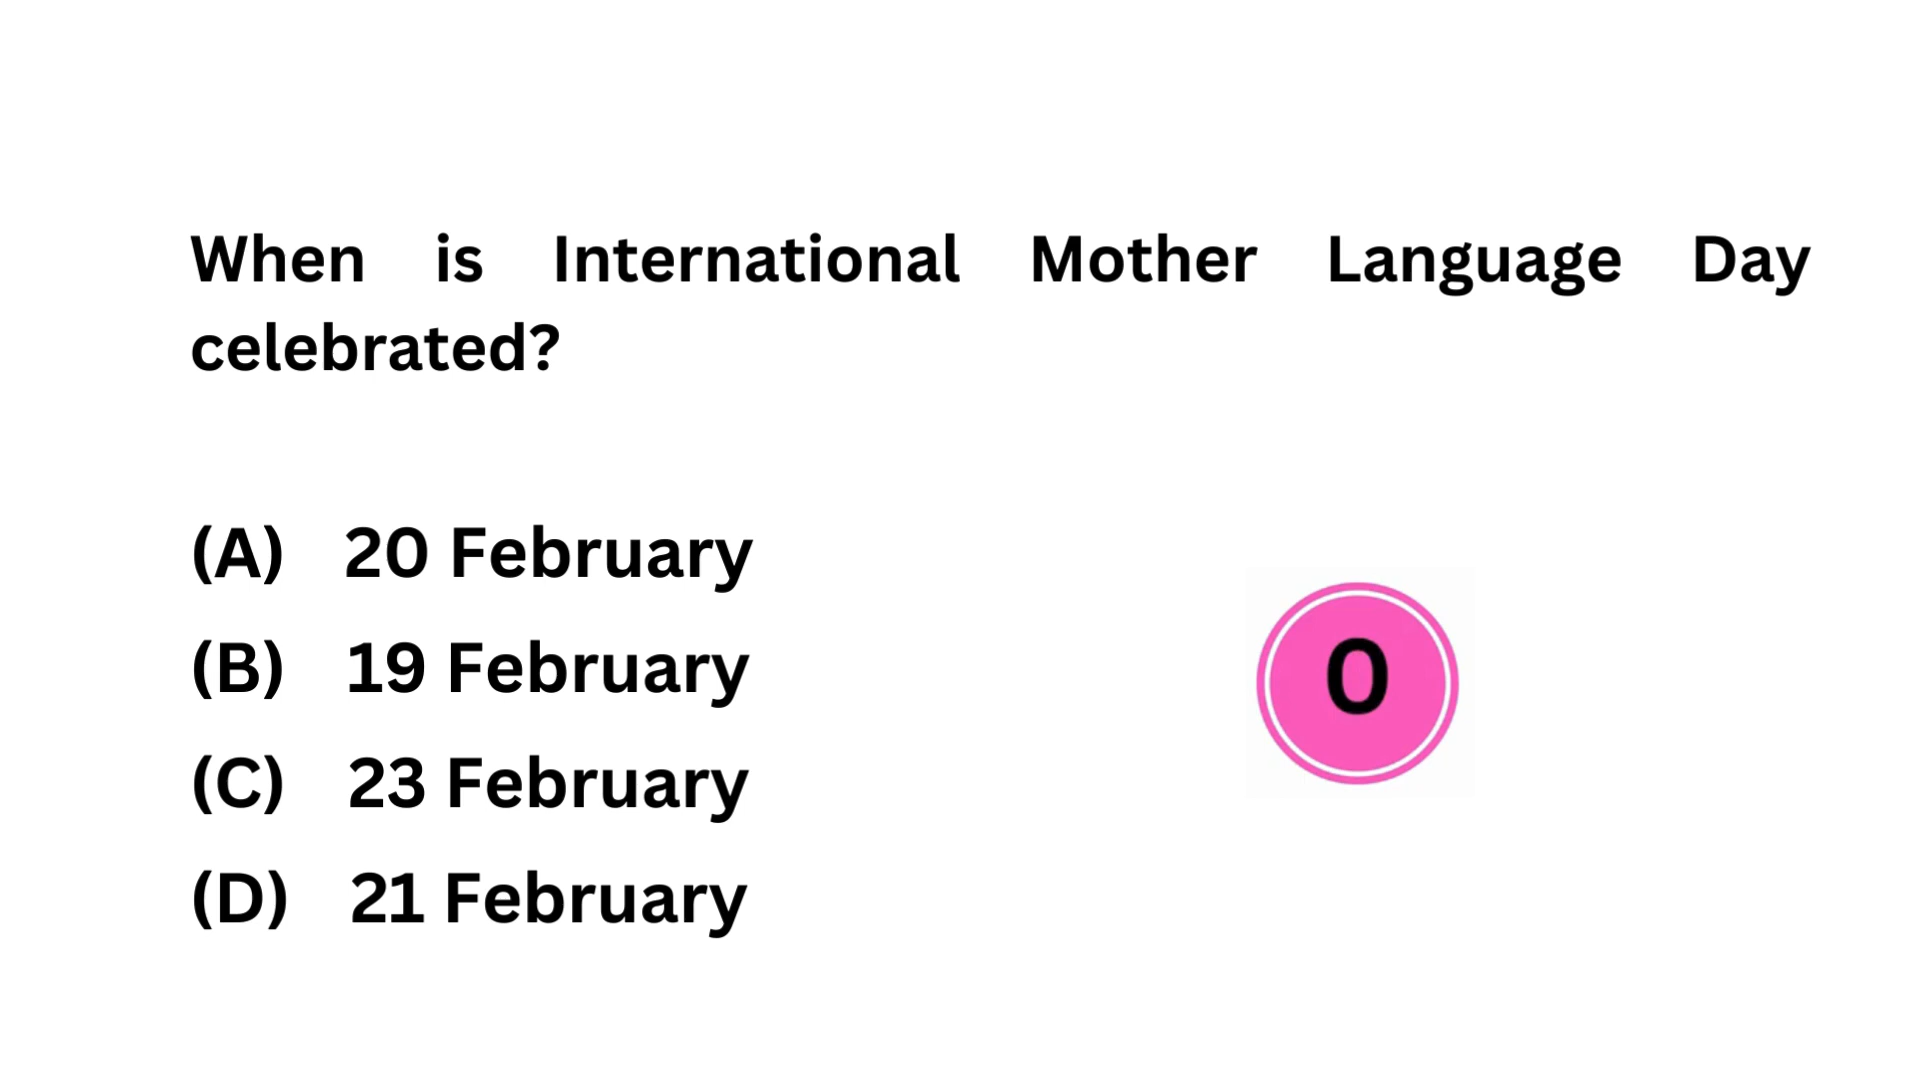 When is International Mother Language Day
celebrated?
(A) 20 February
(B) 19 February
(C) 23 February
(D) 21 February
0